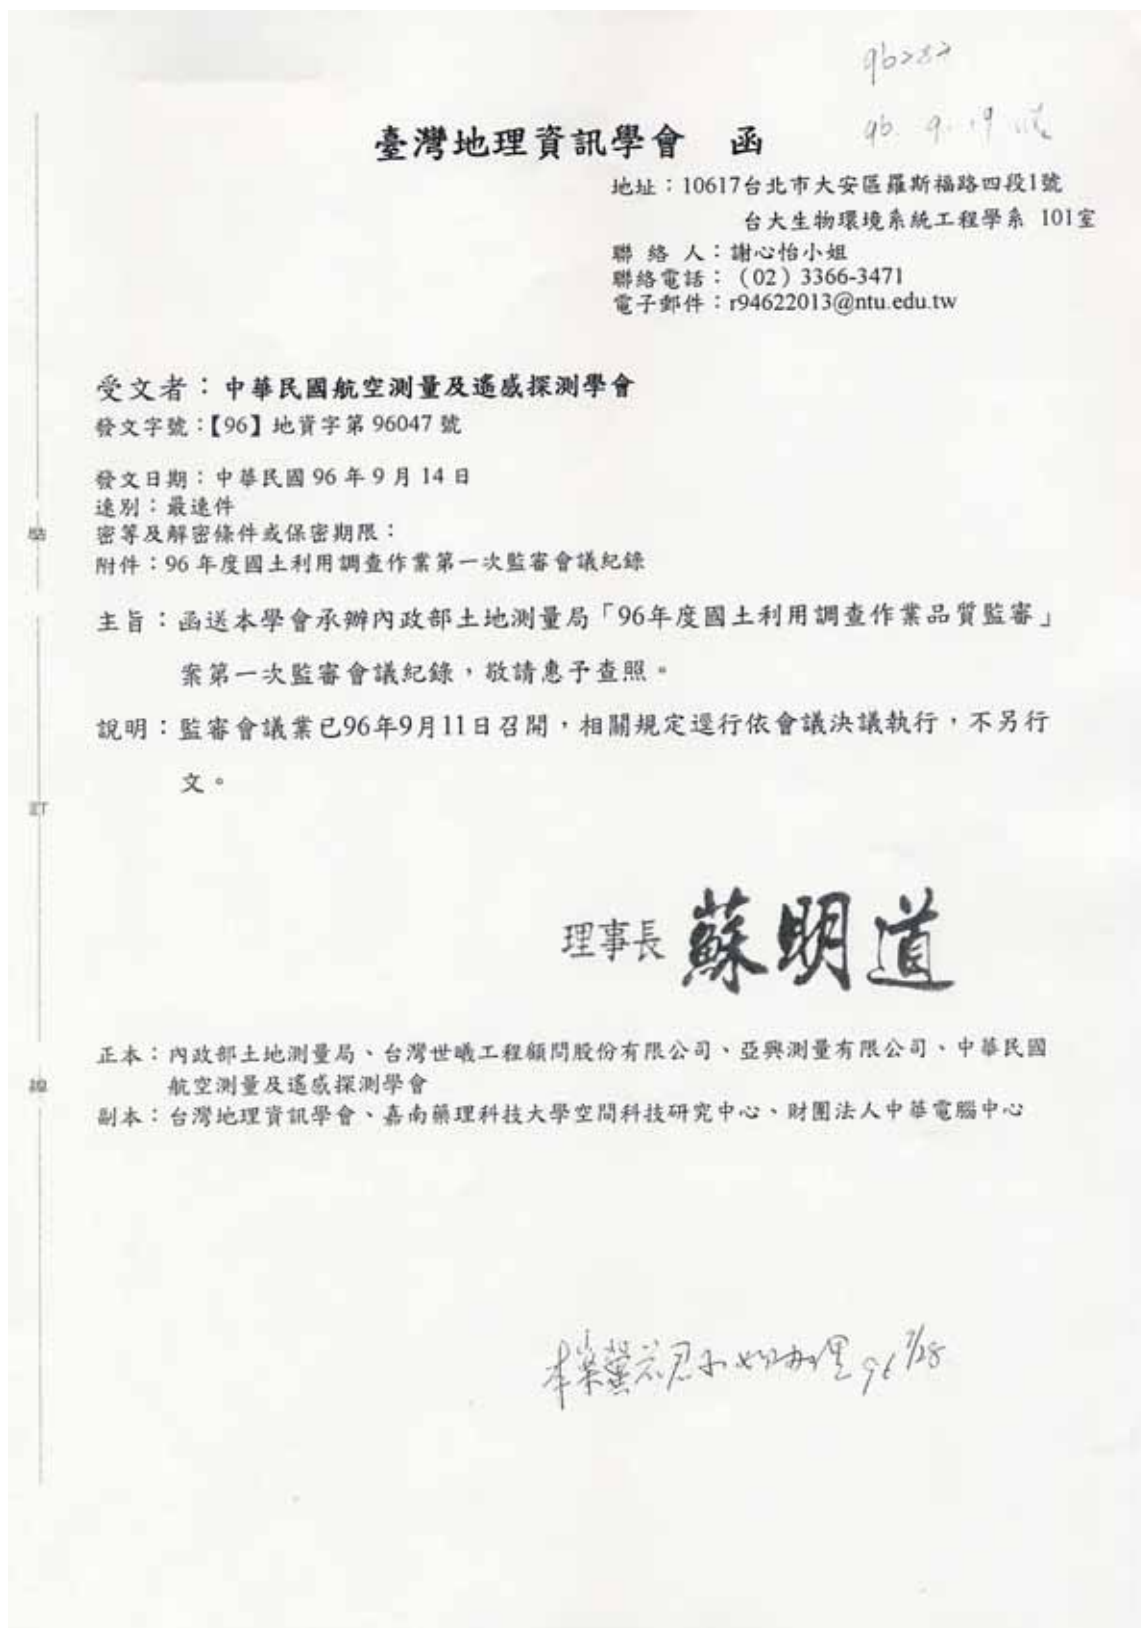 96282
96. 9. 19
臺灣地理資訊學會 函
地址：10617台北市大安區羅斯福路四段1號
台大生物環境系統工程學系 101室
聯絡人：謝心怡小姐
聯絡電話：（02）3366-3471
電子郵件：r94622013@ntu.edu.tw
受文者：中華民國航空測量及遙感探測學會
發文字號：【96】地資字第 96047 號
發文日期：中華民國 96 年 9 月 14 日
速別：最速件
密等及解密條件或保密期限：
附件：96 年度國土利用調查作業第一次監審會議紀錄
主旨：函送本學會承辦內政部土地測量局「96年度國土利用調查作業品質監審」
案第一次監審會議紀錄，敬請惠予查照。
說明：監審會議業已96年9月11日召開，相關規定逕行依會議決議執行，不另行
文。
裝
訂
線
理事長 蘇明道
正本：內政部土地測量局、台灣世曦工程顧問股份有限公司、亞興測量有限公司、中華民國
航空測量及遙感探測學會
副本：台灣地理資訊學會、嘉南藥理科技大學空間科技研究中心、財團法人中華電腦中心
本案 小姐辦理 96